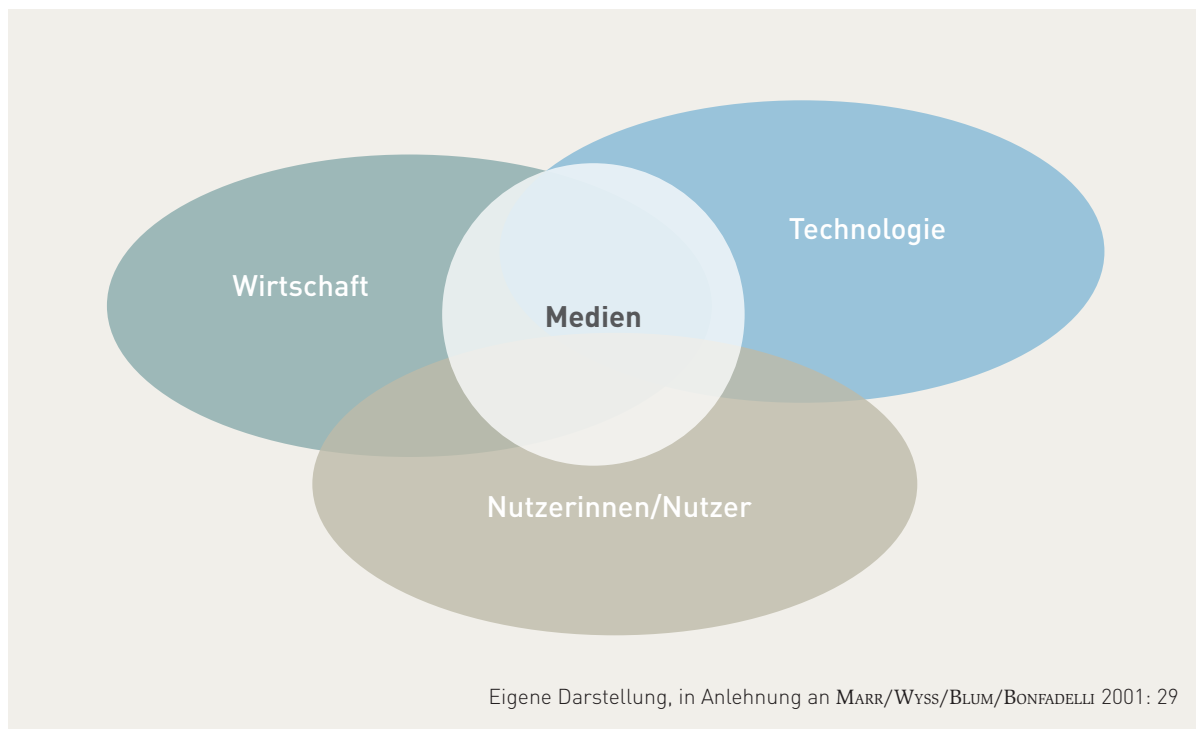 Technologie
Wirtschaft
Medien
Nutzerinnen/Nutzer
Eigene Darstellung, in Anlehnung an Marr/Wyss/Blum/Bonfadelli 2001: 29